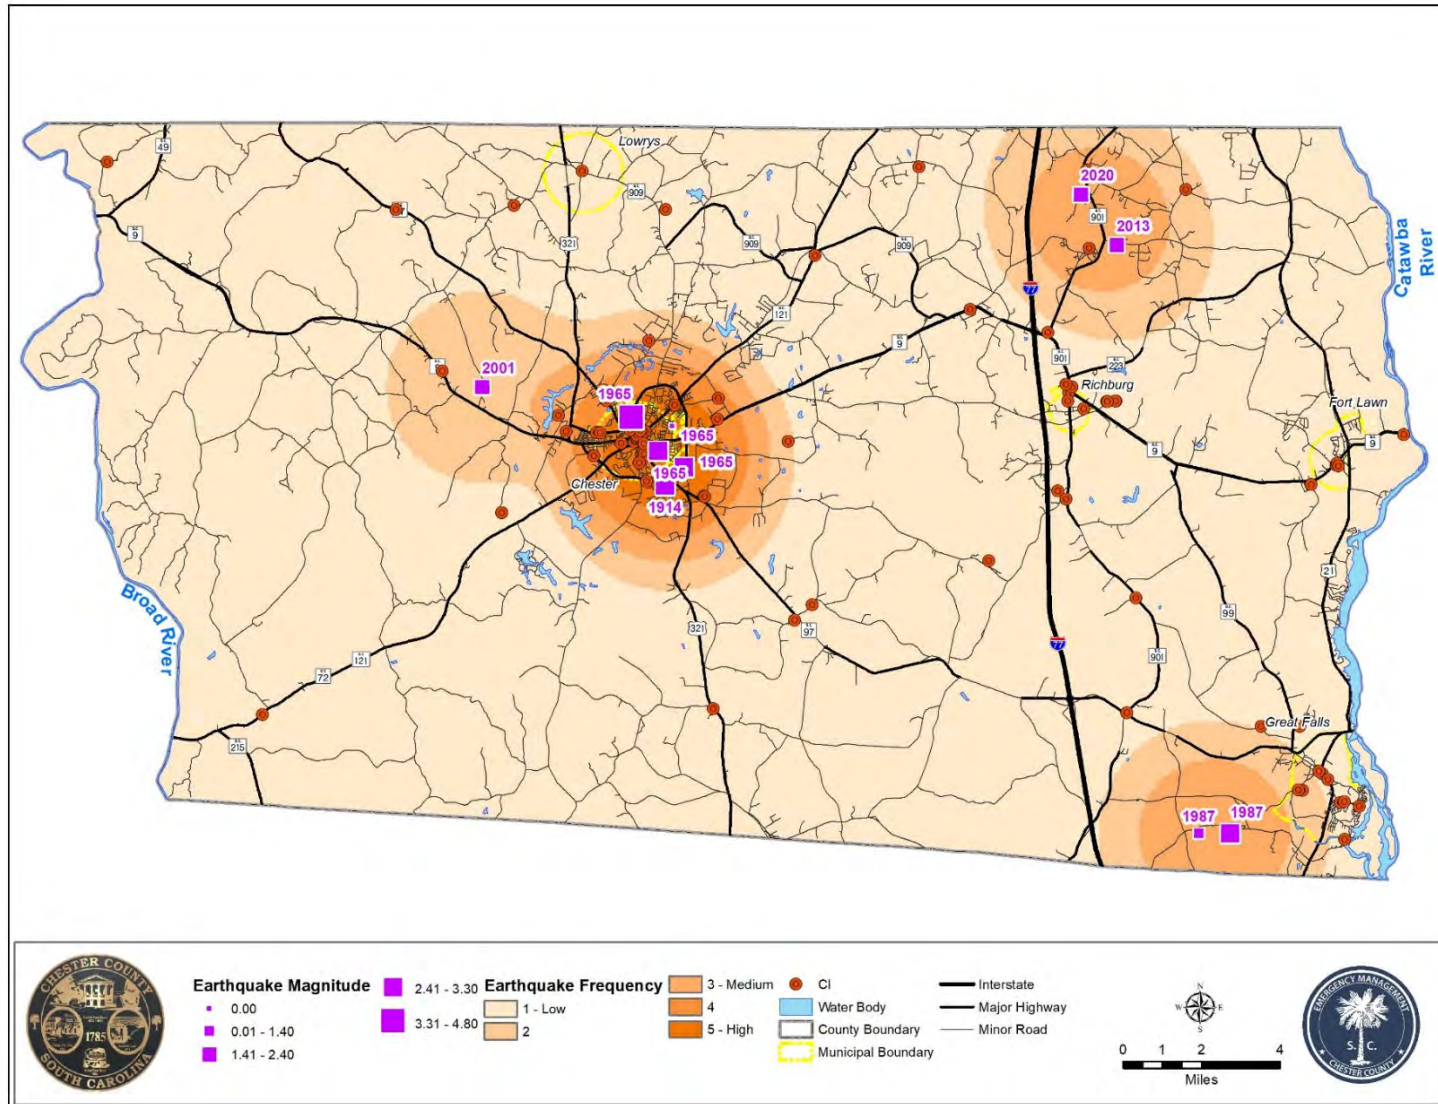 Lowrys
S.C. 49
909
2020
S.C. 9
901
321
2013
909
909
Catawba
River
77
121
9
901
2001
223
1965
Richburg
Fort Lawn
1965
9
1965
9
1965
Chester
1914
21
Broad River
99
321
97
77
121
901
72
Great Falls
215
1987
1987
CHESTER COUNTY
1785
SOUTH CAROLINA
Earthquake Magnitude
0.00
0.01 - 1.40
1.41 - 2.40
2.41 - 3.30
3.31 - 4.80
Earthquake Frequency
1 - Low
2
3 - Medium
4
5 - High
CI
Water Body
County Boundary
Municipal Boundary
Interstate
Major Highway
Minor Road
N
W E
S
0 1 2 4
Miles
EMERGENCY MANAGEMENT
S. C.
CHESTER COUNTY